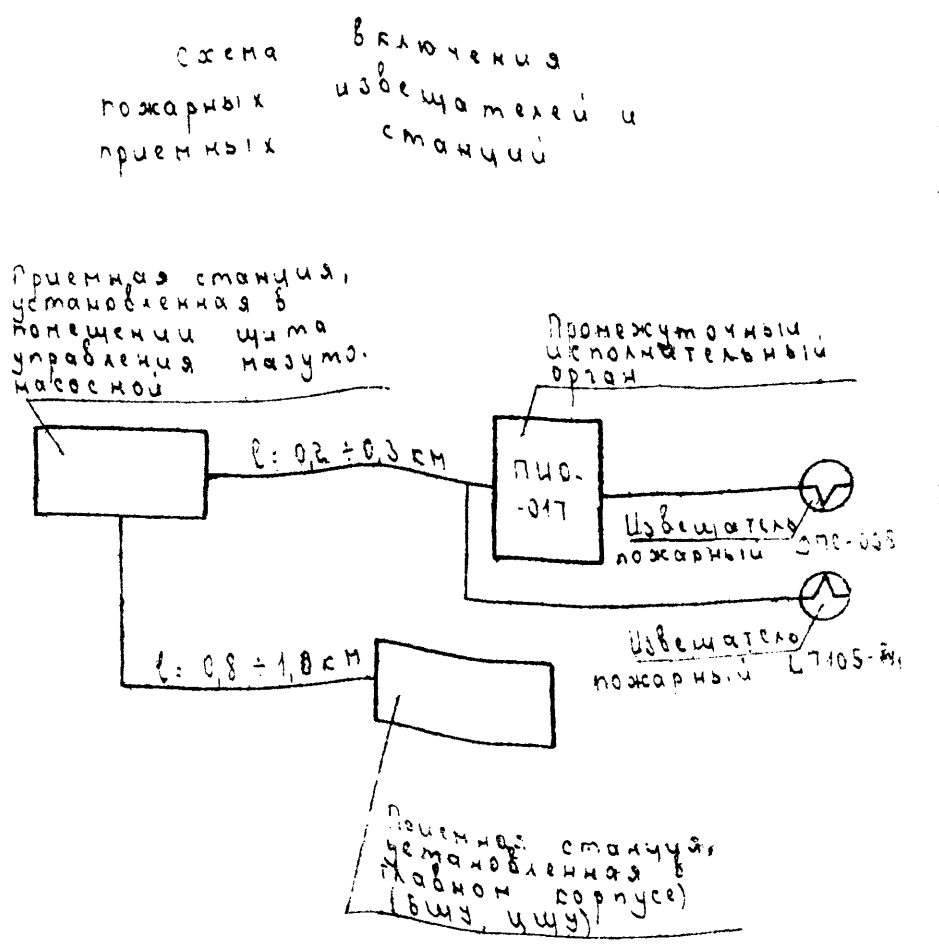 схема включения
пожарных извещателей и
приемных станций
Приемная станция,
установленная в
помещении щита
управления мазуто-
насосной
Промежуточный
исполнительный
орган
ℓ: 0,2 ÷ 0,3 км
ПИО-
-017
Извещатель
пожарный ДПС-038
Извещатель
пожарный
ℓ: 0,8 ÷ 1,8 км
Приемная станция,
установленная в
главном корпусе)
(БЩУ, ЦЩУ)